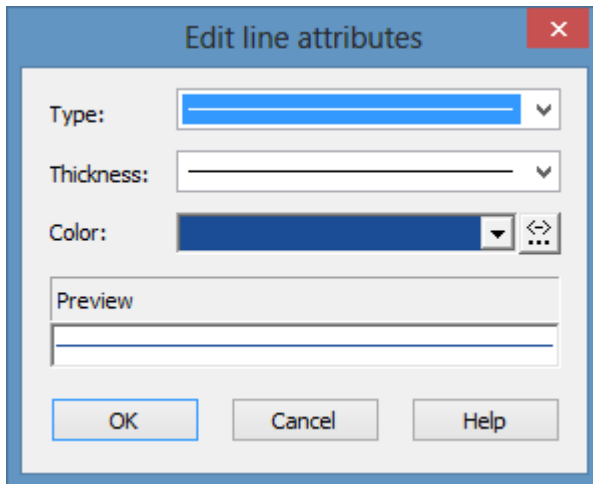 Edit line attributes
Type:
Thickness:
Color:
Preview
OK Cancel Help